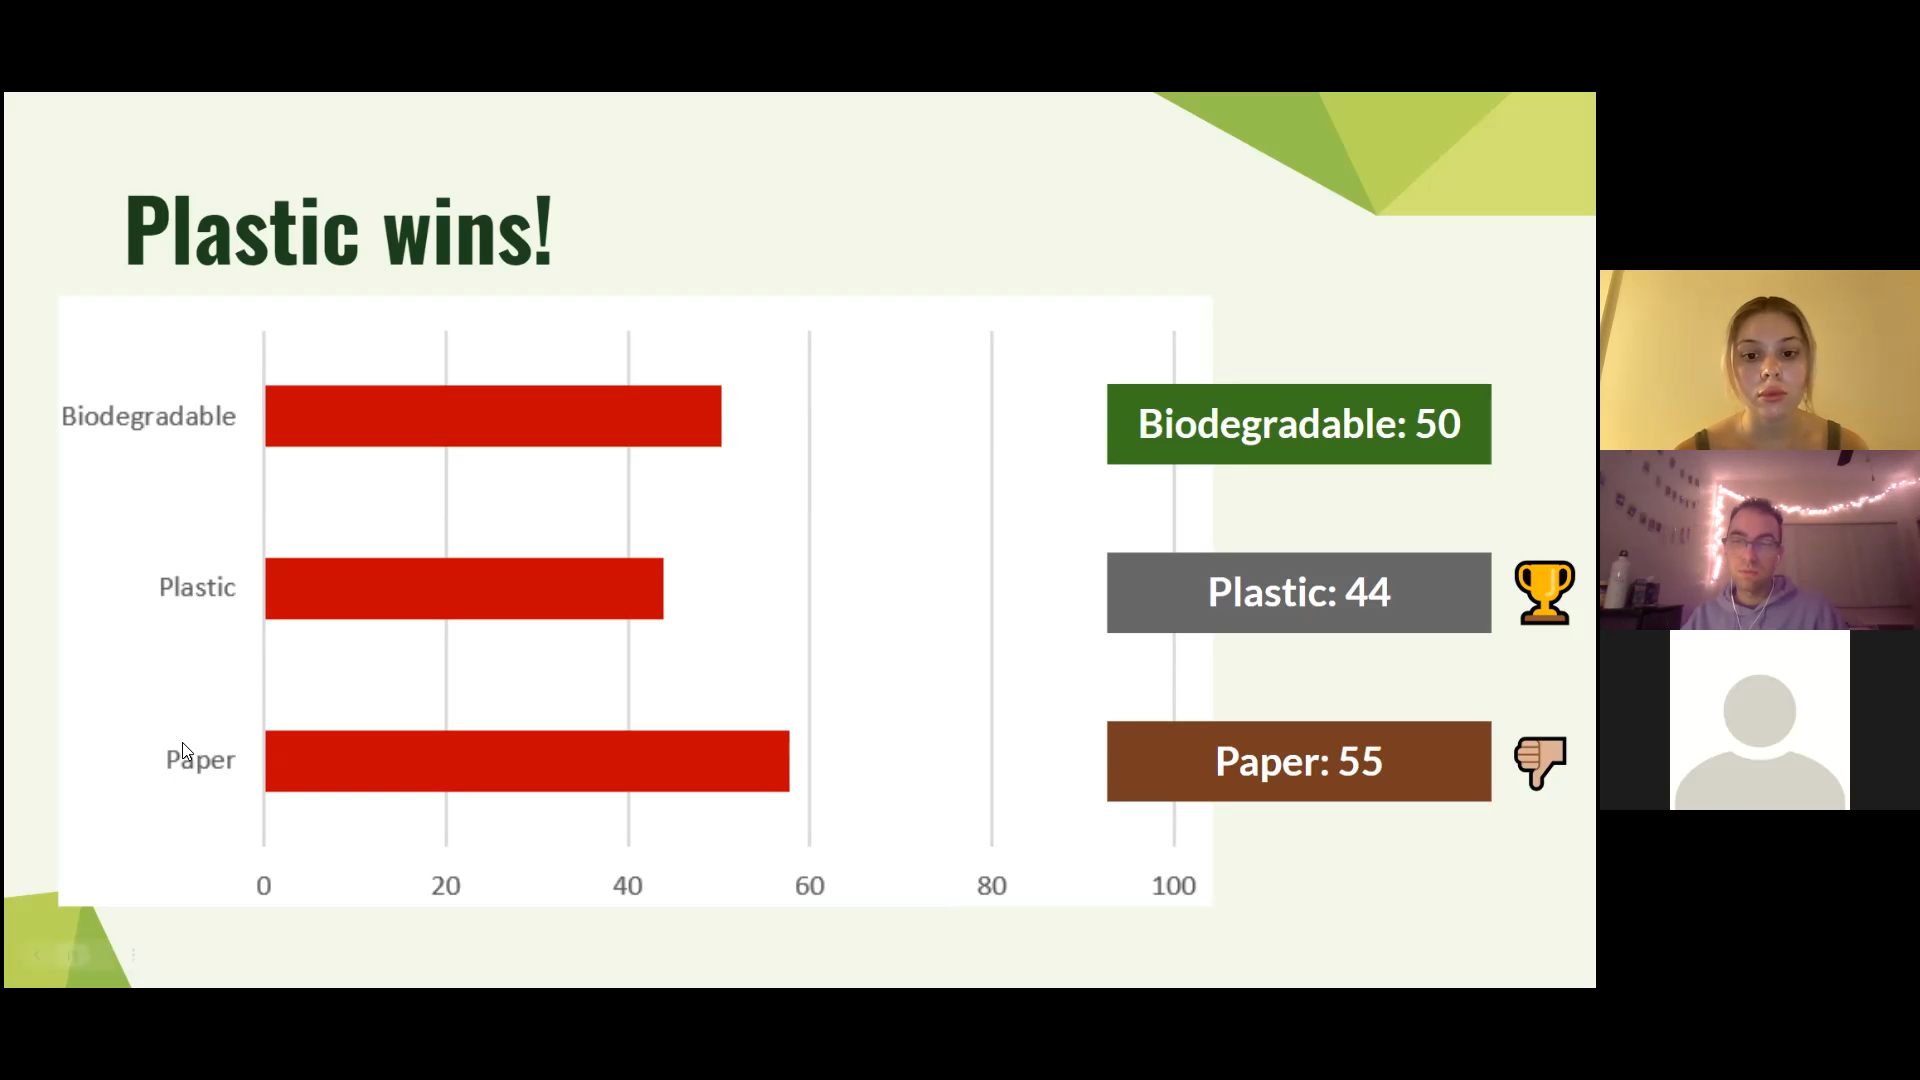 Plastic wins!
Biodegradable
Plastic
Paper
0 20 40 60 80 100
Biodegradable: 50
Plastic: 44
Paper: 55